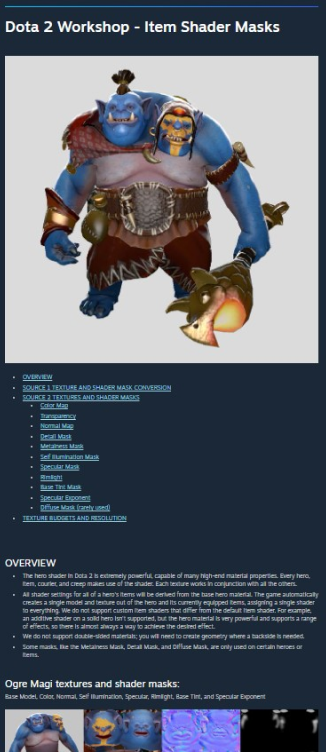 Dota 2 Workshop - Item Shader Masks
OVERVIEW
SOURCE 1 TEXTURE AND SHADER MASK CONVERSION
SOURCE 2 TEXTURES AND SHADER MASKS
Color Map
Transparency
Normal Map
Detail Mask
Metalness Mask
Self Illumination Mask
Specular Mask
Rimlight
Base Tint Mask
Specular Exponent
Diffuse Mask (rarely used)
TEXTURE BUDGETS AND RESOLUTION
OVERVIEW
The hero shader in Dota 2 is extremely powerful, capable of many high-end material properties. Every hero,
item, courier, and creep makes use of the shader. Each texture works in conjunction with all the others.
All shader settings for all of a hero's items will be derived from the base hero material. The game automatically
creates a single model and texture out of the hero and its currently equipped items, assigning a single shader
to everything. We do not support custom item shaders that differ from the default item shader. For example,
an additive shader on a solid hero isn't supported, but the hero material is very powerful and supports a range
of effects, so there is almost always a way to achieve the desired effect.
We do not support double-sided materials; you will need to create geometry where a backside is needed.
Some masks, like the Metalness Mask, Detail Mask, and Diffuse Mask, are only used on certain heroes or
items.
Ogre Magi textures and shader masks:
Base Model, Color, Normal, Self Illumination, Specular, Rimlight, Base Tint, and Specular Exponent